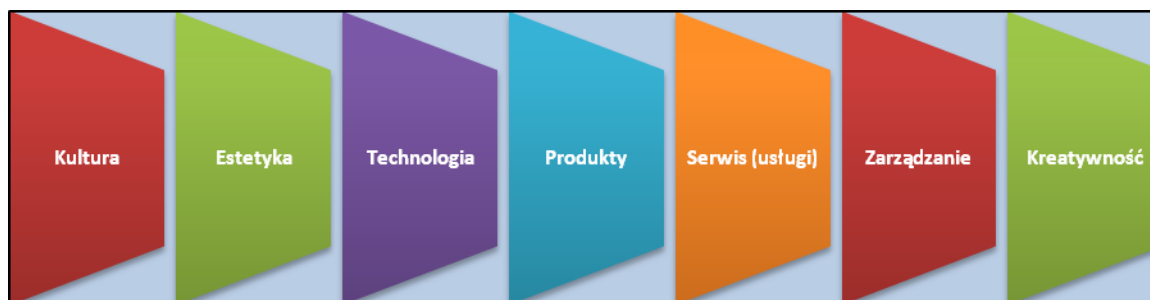 Kultura
Estetyka
Technologia
Produkty
Serwis (usługi)
Zarządzanie
Kreatywność